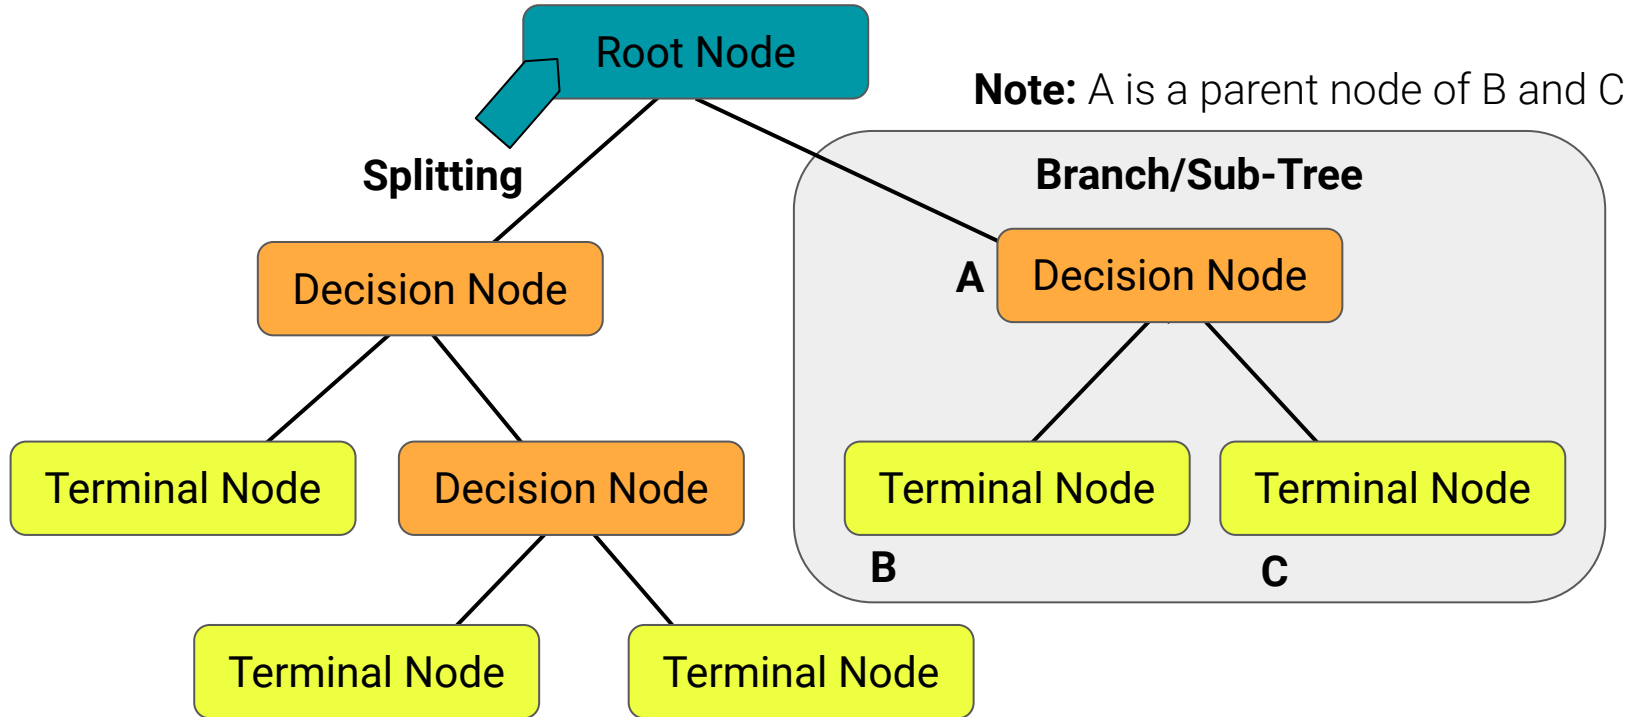 Root Node
Note: A is a parent node of B and C
Splitting
Branch/Sub-Tree
Decision Node
A
Decision Node
Terminal Node
Decision Node
Terminal Node
Terminal Node
B
C
Terminal Node
Terminal Node